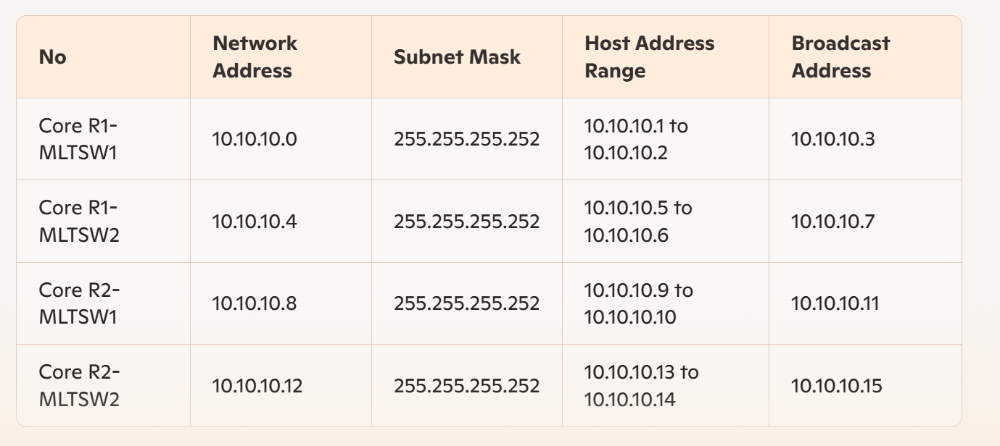 No
Network
Address
Subnet Mask
Host Address
Range
Broadcast
Address
Core R1-
MLTSW1
10.10.10.0
255.255.255.252
10.10.10.1 to
10.10.10.2
10.10.10.3
Core R1-
MLTSW2
10.10.10.4
255.255.255.252
10.10.10.5 to
10.10.10.6
10.10.10.7
Core R2-
MLTSW1
10.10.10.8
255.255.255.252
10.10.10.9 to
10.10.10.10
10.10.10.11
Core R2-
MLTSW2
10.10.10.12
255.255.255.252
10.10.10.13 to
10.10.10.14
10.10.10.15